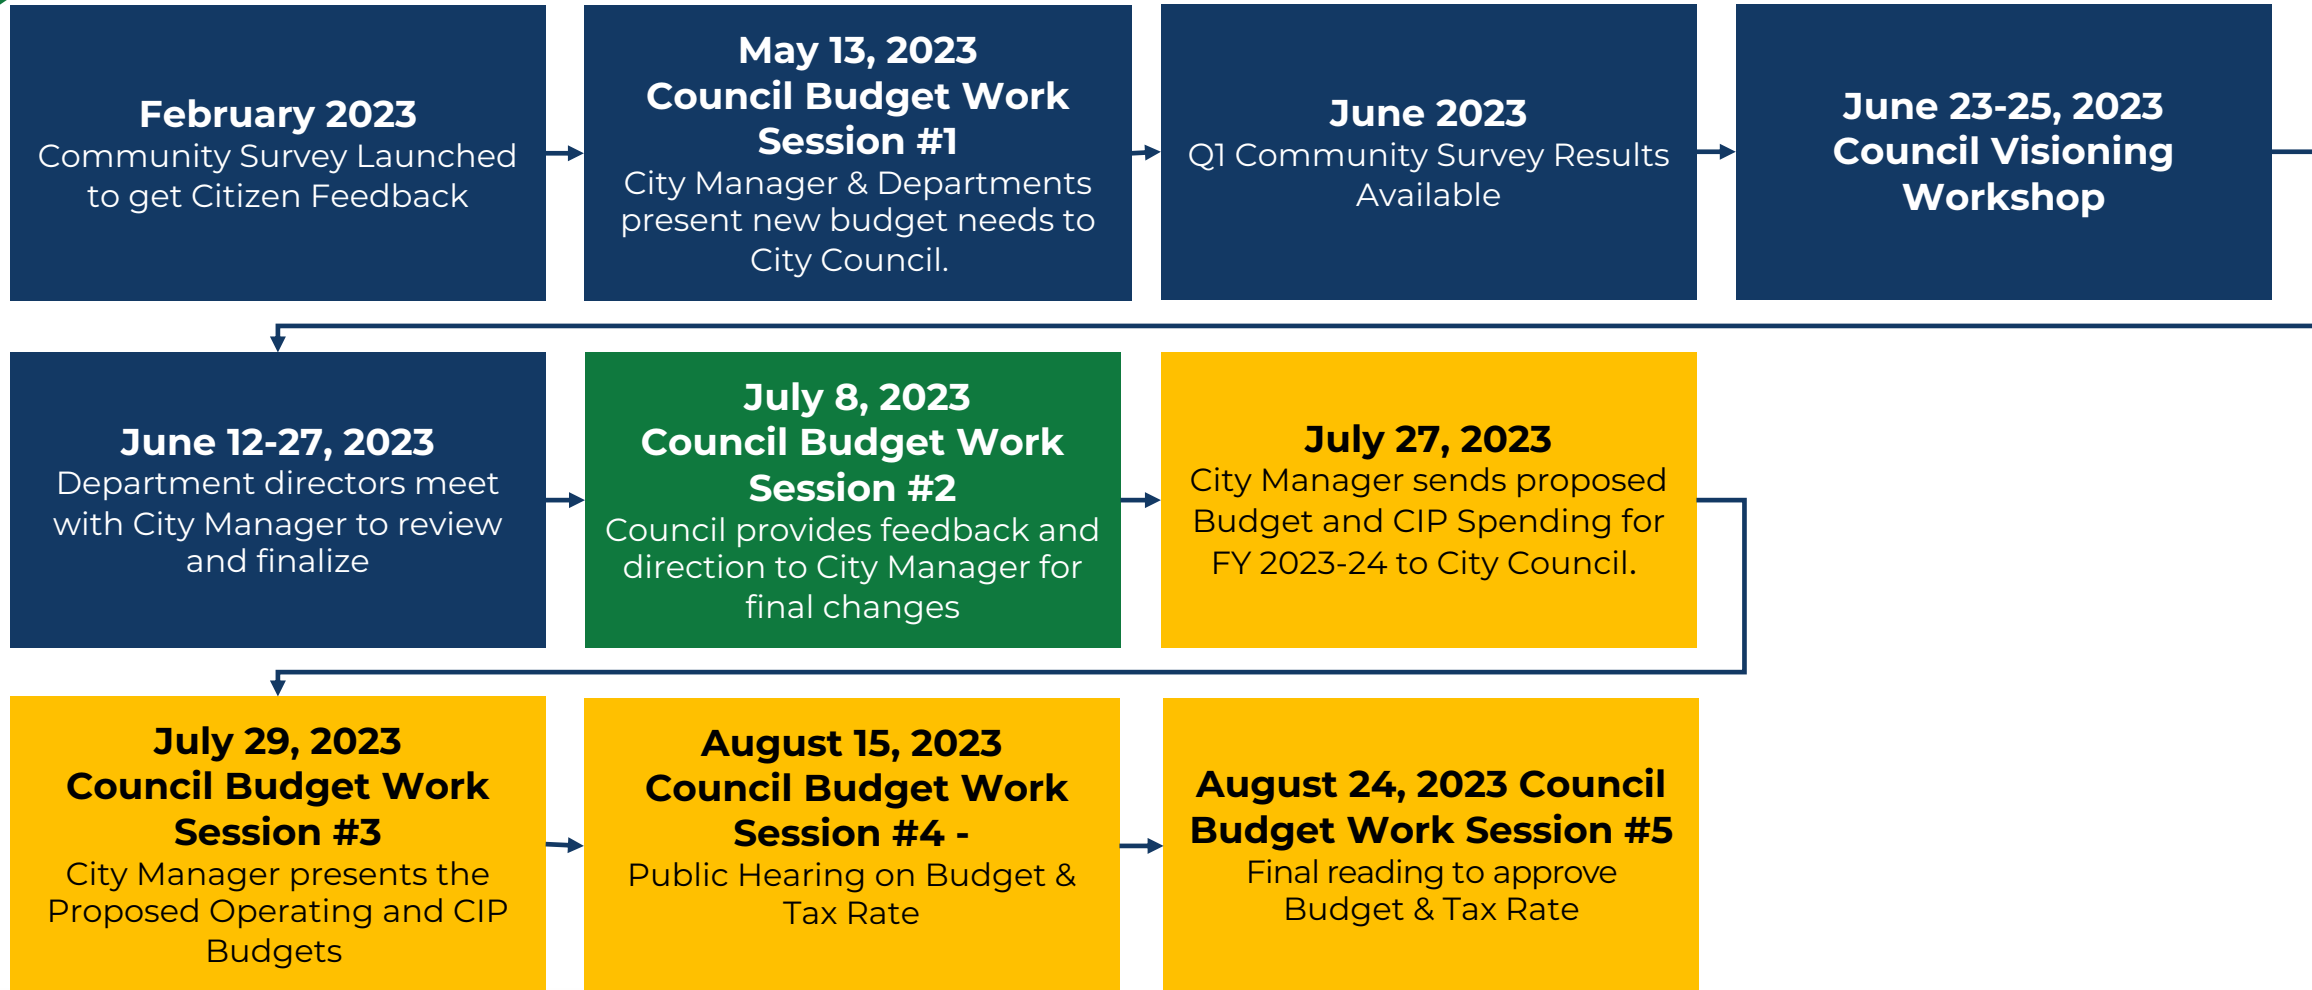 February 2023
Community Survey Launched
to get Citizen Feedback
May 13, 2023
Council Budget Work
Session #1
City Manager & Departments
present new budget needs to
City Council.
June 2023
Q1 Community Survey Results
Available
June 23-25, 2023
Council Visioning
Workshop
June 12-27, 2023
Department directors meet
with City Manager to review
and finalize
July 8, 2023
Council Budget Work
Session #2
Council provides feedback and
direction to City Manager for
final changes
July 27, 2023
City Manager sends proposed
Budget and CIP Spending for
FY 2023-24 to City Council.
July 29, 2023
Council Budget Work
Session #3
City Manager presents the
Proposed Operating and CIP
Budgets
August 15, 2023
Council Budget Work
Session #4 -
Public Hearing on Budget &
Tax Rate
August 24, 2023 Council
Budget Work Session #5
Final reading to approve
Budget & Tax Rate